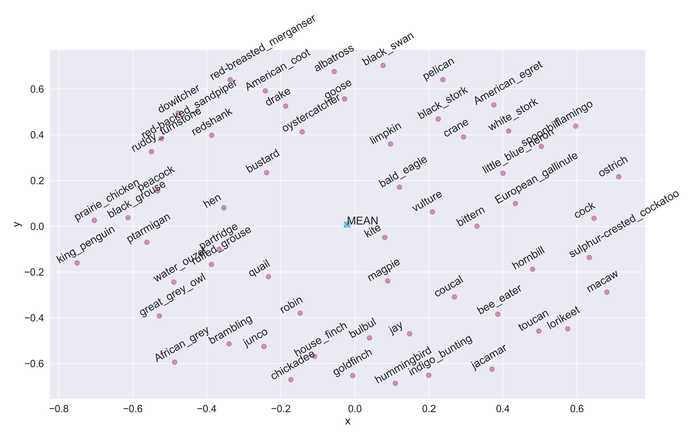 red-breasted_merganser
black_swan
albatross
American_coot
pelican
goose
drake
American_egret
dowitcher
red-backed_sandpiper
black_stork
oystercatcher
redshank
white_stork
flamingo
ruddy_turnstone
crane
limpkin
spoonbill
little_blue_heron
bustard
bald_eagle
ostrich
peacock
European_gallinule
hen
vulture
prairie_chicken
black_grouse
cock
bittern
MEAN
kite
ptarmigan
partridge
ruffed_grouse
sulphur-crested_cockatoo
king_penguin
water_ouzel
quail
hornbill
magpie
great_grey_owl
macaw
coucal
robin
bee_eater
toucan
lorikeet
jay
bulbul
house_finch
brambling
junco
African_grey
chickadee
goldfinch
hummingbird
indigo_bunting
jacamar
0.6
0.4
0.2
0.0
−0.2
−0.4
−0.6
y
−0.8
−0.6
−0.4
−0.2
0.0
0.2
0.4
0.6
x